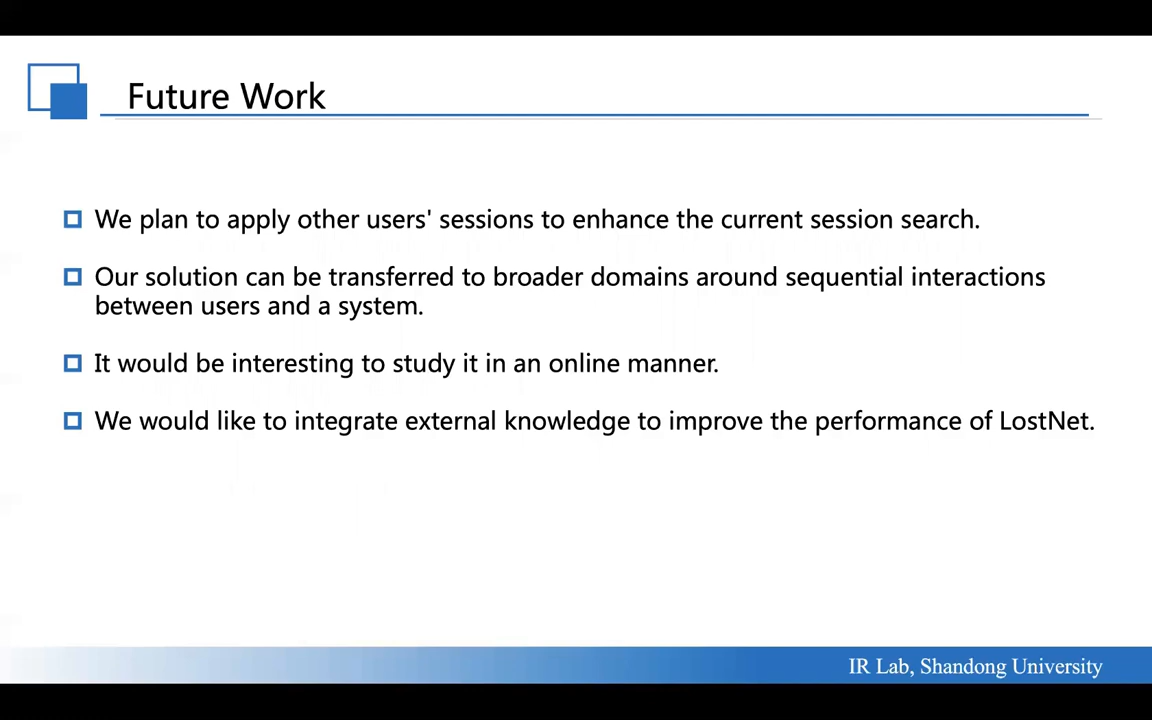 Future Work
We plan to apply other users' sessions to enhance the current session search.
Our solution can be transferred to broader domains around sequential interactions
between users and a system.
It would be interesting to study it in an online manner.
We would like to integrate external knowledge to improve the performance of LostNet.
IR Lab, Shandong University